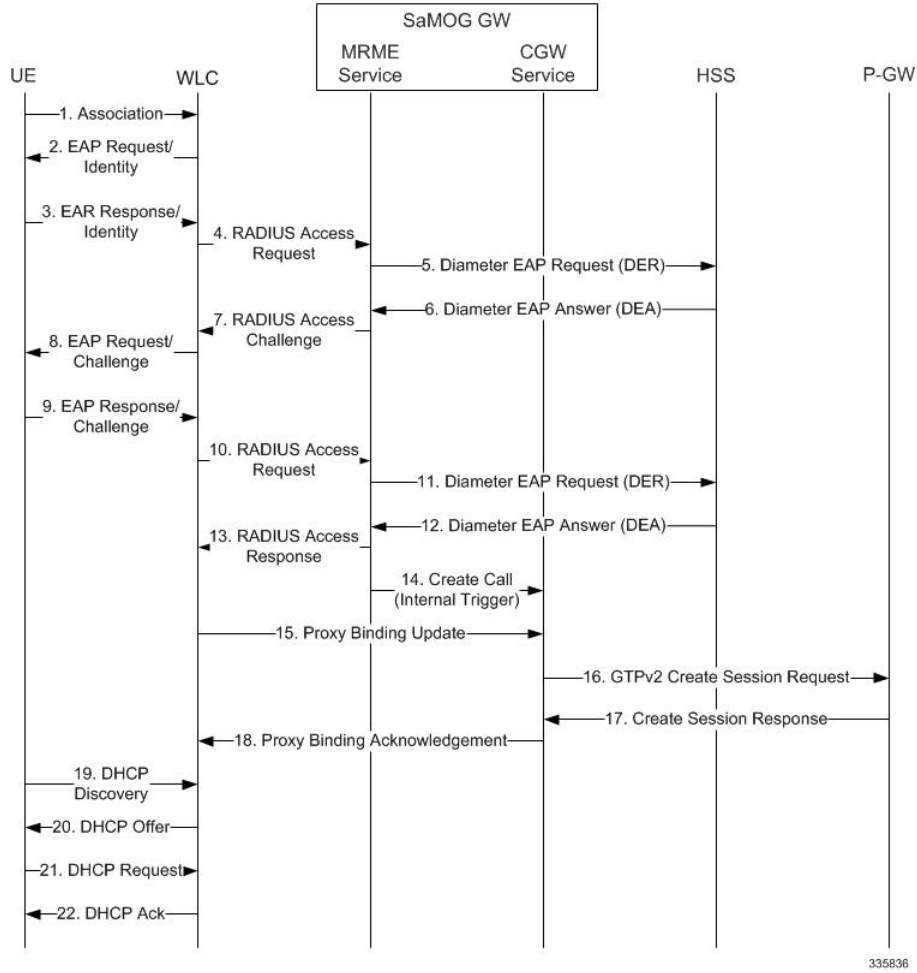 SaMOG GW
MRME CGW
UE WLC Service Service HSS P-GW
1. Association
2. EAP Request/
Identity
3. EAR Response/
Identity
4. RADIUS Access
Request
5. Diameter EAP Request (DER)
6. Diameter EAP Answer (DEA)
7. RADIUS Access
Challenge
8. EAP Request/
Challenge
9. EAP Response/
Challenge
10. RADIUS Access
Request
11. Diameter EAP Request (DER)
12. Diameter EAP Answer (DEA)
13. RADIUS Access
Response
14. Create Call
(Internal Trigger)
15. Proxy Binding Update
16. GTPv2 Create Session Request
17. Create Session Response
18. Proxy Binding Acknowledgement
19. DHCP
Discovery
20. DHCP Offer
21. DHCP Request
22. DHCP Ack
335836